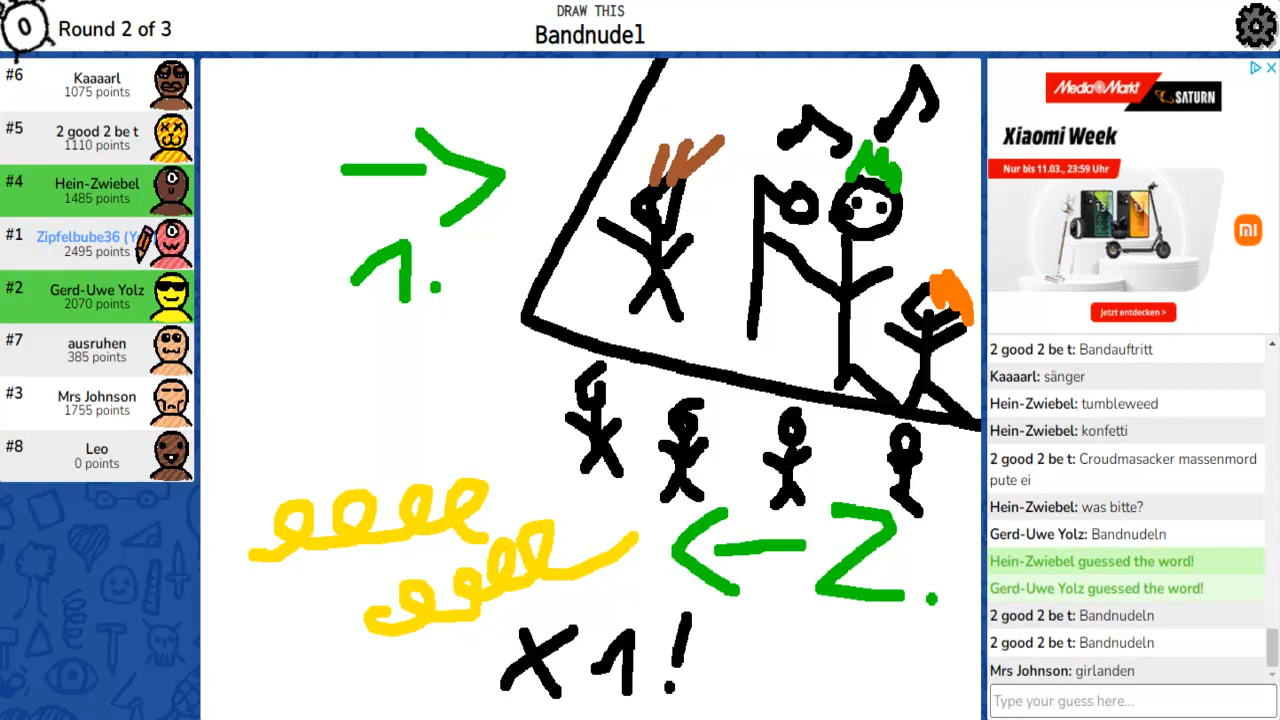 0
Round 2 of 3
DRAW THIS
Bandnudel
#6
Kaaaarl
1075 points
#5
2 good 2 be t
1110 points
#4
Hein-Zwiebel
1485 points
#1
Zipfelbube36 (Y
2495 points
#2
Gerd-Uwe Yolz
2070 points
#7
ausruhen
385 points
#3
Mrs Johnson
1755 points
#8
Leo
0 points
1.
2.
x1!
Media Markt
SATURN
Xiaomi Week
Nur bis 11.03., 23:59 Uhr
mi
Jetzt entdecken >
2 good 2 be t: Bandauftritt
Kaaaarl: sänger
Hein-Zwiebel: tumbleweed
Hein-Zwiebel: konfetti
2 good 2 be t: Croudmasacker massenmord
pute ei
Hein-Zwiebel: was bitte?
Gerd-Uwe Yolz: Bandnudeln
Hein-Zwiebel guessed the word!
Gerd-Uwe Yolz guessed the word!
2 good 2 be t: Bandnudeln
2 good 2 be t: Bandnudeln
Mrs Johnson: girlanden
Type your guess here...